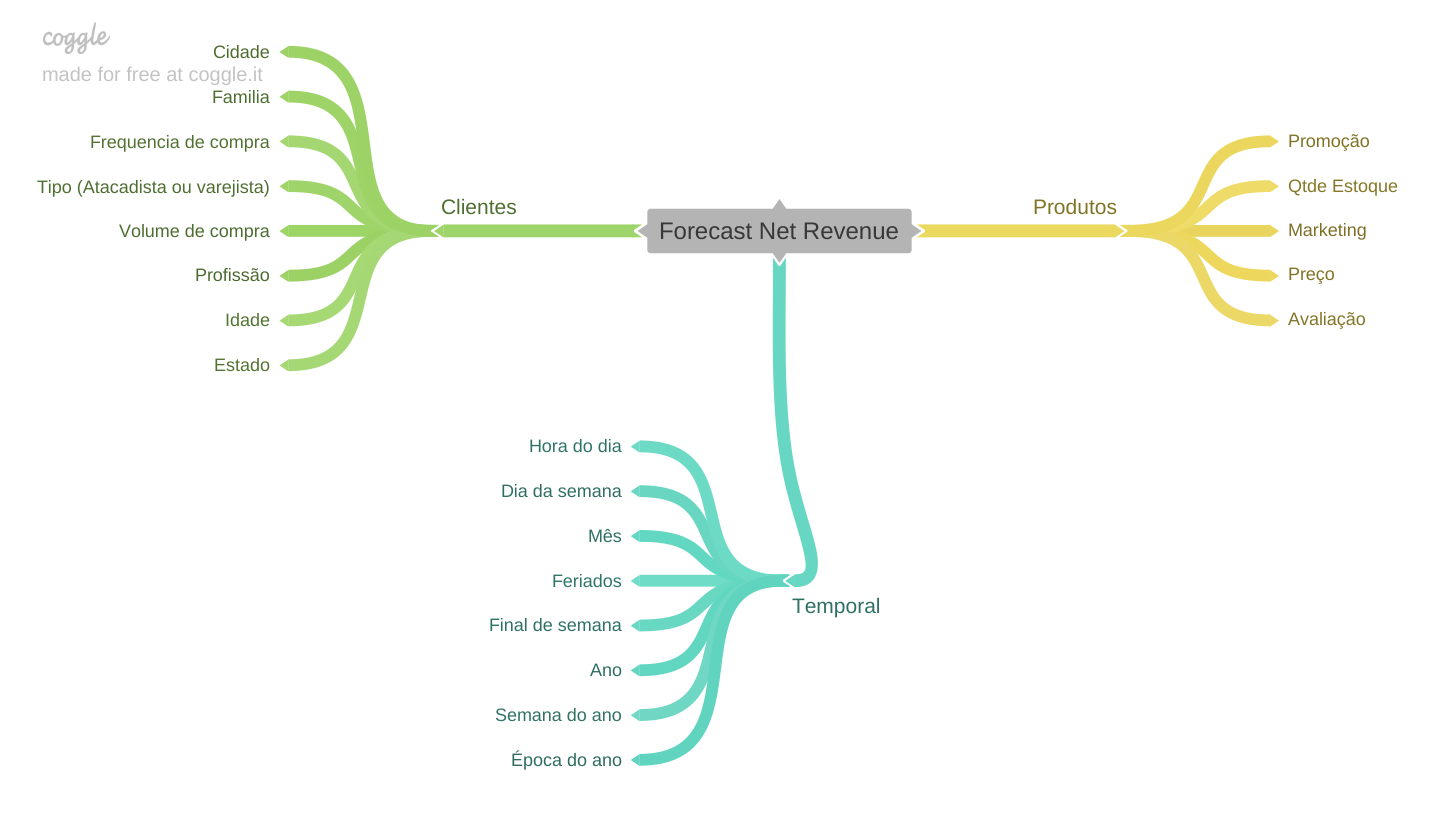 coggle
made for free at coggle.it
Cidade
Familia
Frequencia de compra
Tipo (Atacadista ou varejista)
Volume de compra
Profissão
Idade
Estado
Clientes
Forecast Net Revenue
Produtos
Promoção
Qtde Estoque
Marketing
Preço
Avaliação
Hora do dia
Dia da semana
Mês
Feriados
Final de semana
Ano
Semana do ano
Época do ano
Temporal